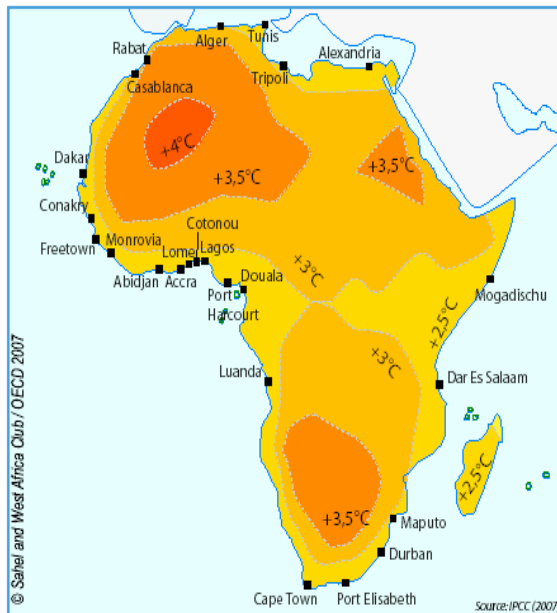 Alger
Tunis
Rabat
Alexandria
Tripoli
Casablanca
+4°C
+3,5°C
+3,5°C
Dakar
Conakry
Cotonou
Freetown
Monrovia
Lome
Lagos
Abidjan
Accra
Port
Harcourt
Douala
+3°C
Mogadischu
+2,5°C
Luanda
+3°C
Dar Es Salaam
+2,5°C
+3,5°C
Maputo
Durban
Cape Town
Port Elisabeth
© Sahel and West Africa Club / OECD 2007
Source: IPCC (2007